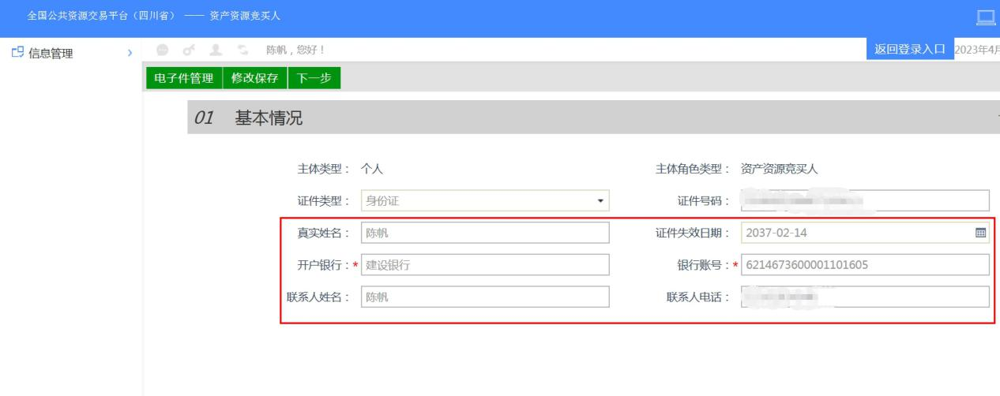 全国公共资源交易平台（四川省） —— 资产资源竞买人
信息管理
陈帆，您好！
返回登录入口
2023年4月
电子件管理 修改保存 下一步
01 基本情况
主体类型： 个人 主体角色类型： 资产资源竞买人
证件类型： 身份证 证件号码：
真实姓名： 陈帆 证件失效日期： 2037-02-14
开户银行：* 建设银行 银行账号：* 6214673600001101605
联系人姓名： 陈帆 联系人电话：